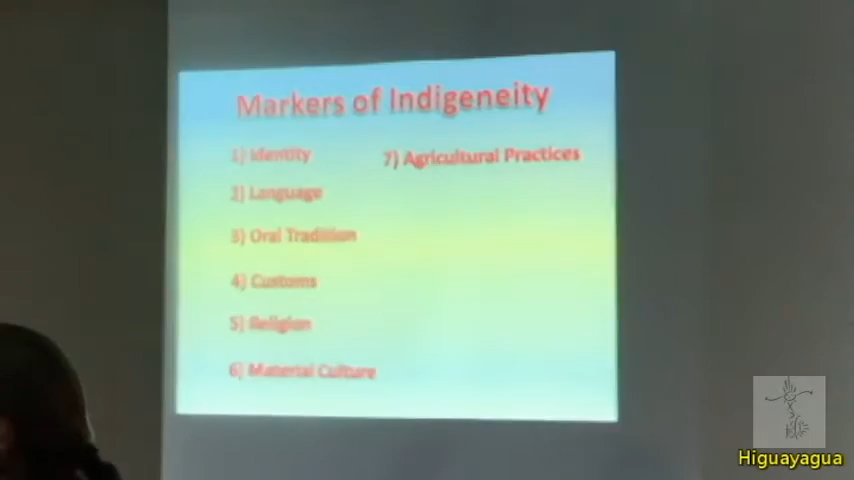 Markers of Indigeneity
1) Identity
2) Language
3) Oral Tradition
4) Customs
5) Religion
6) Material Culture
7) Agricultural Practices
Higuayagua